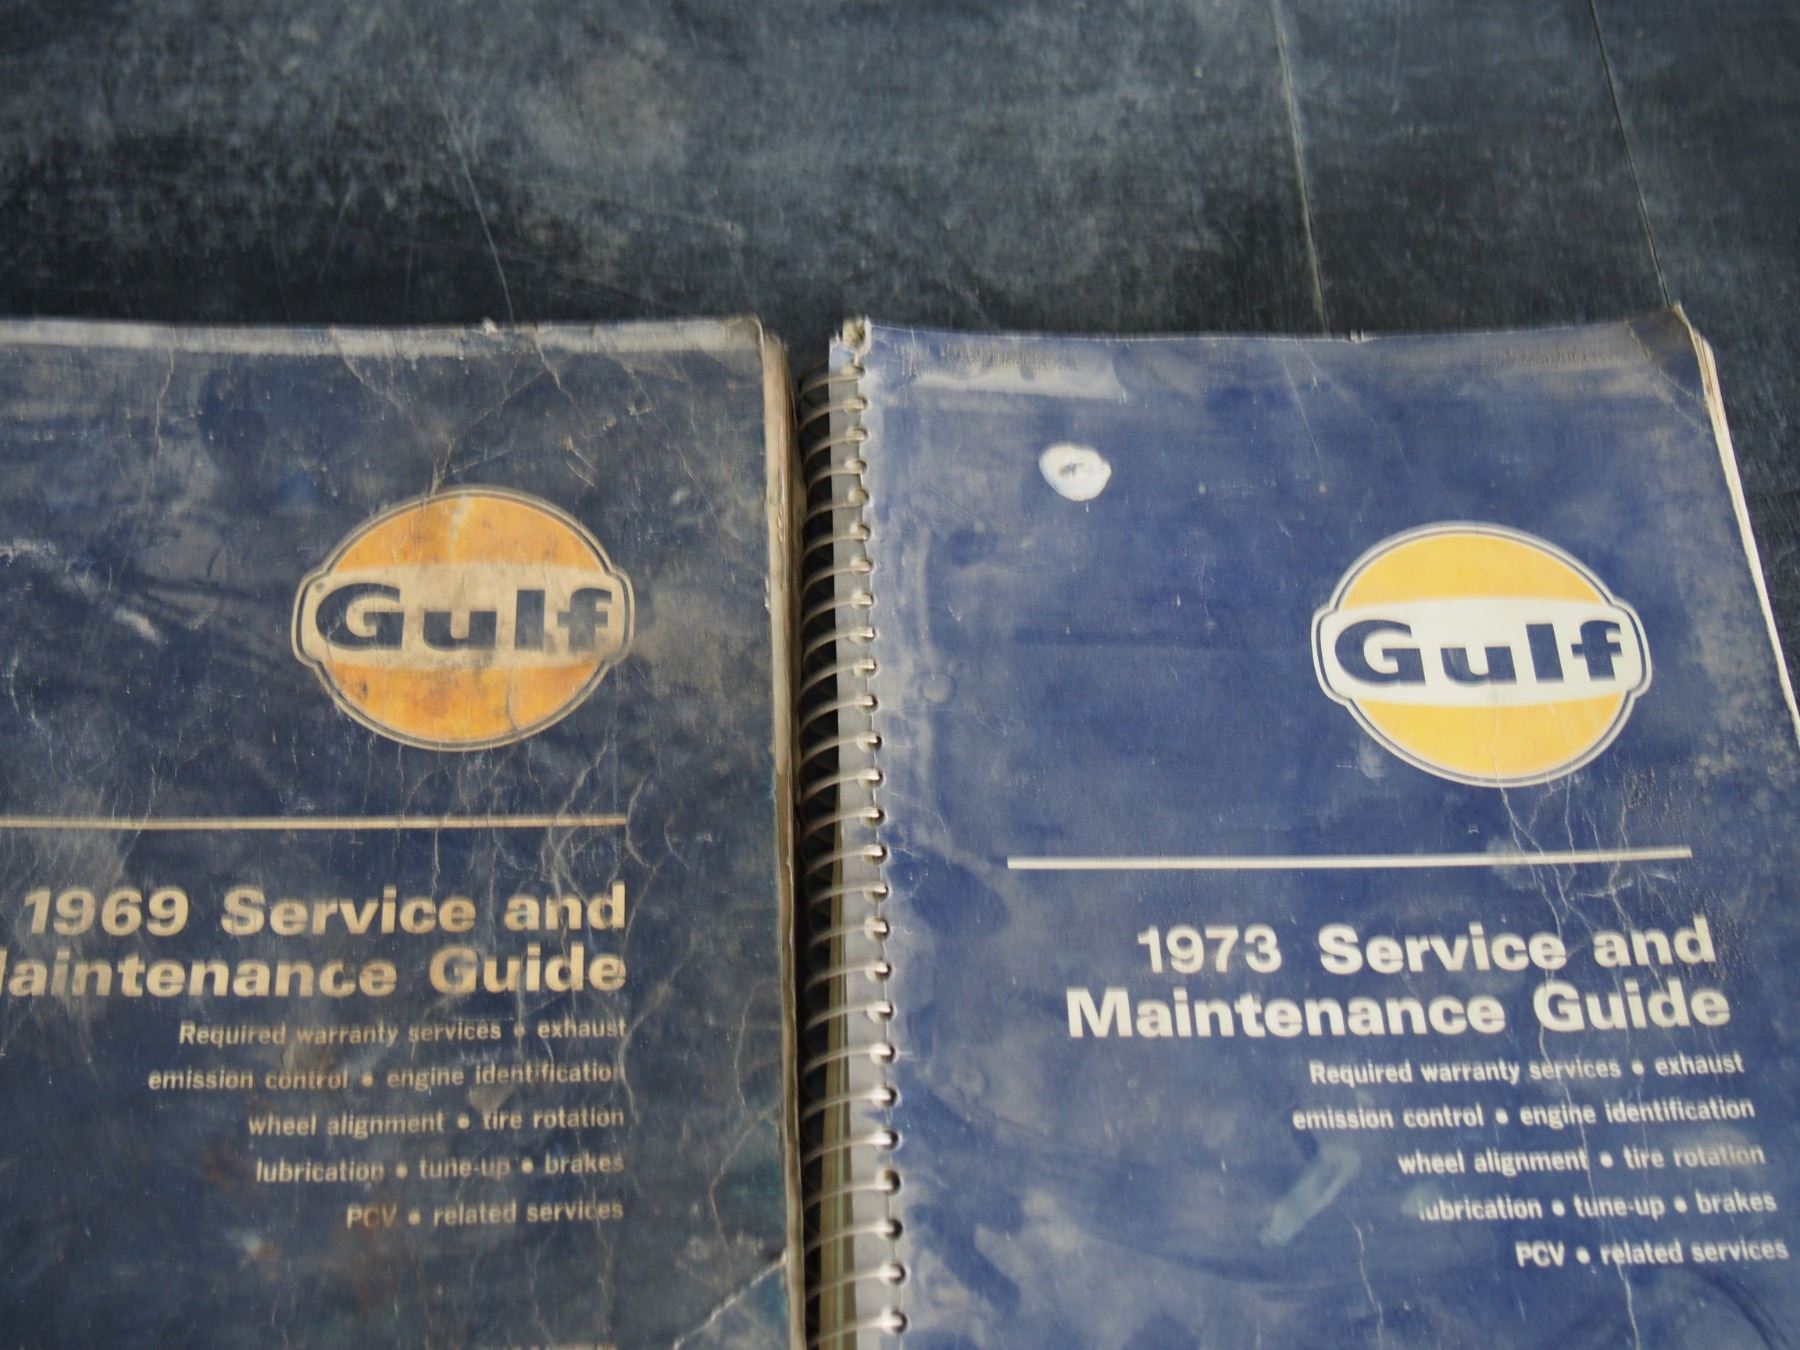 Gulf
1969 Service and
Maintenance Guide
Required warranty services • exhaust
emission control • engine identification
wheel alignment • tire rotation
lubrication • tune-up • brakes
PCV • related services
Gulf
1973 Service and
Maintenance Guide
Required warranty services • exhaust
emission control • engine identification
wheel alignment • tire rotation
lubrication • tune-up • brakes
PCV • related services